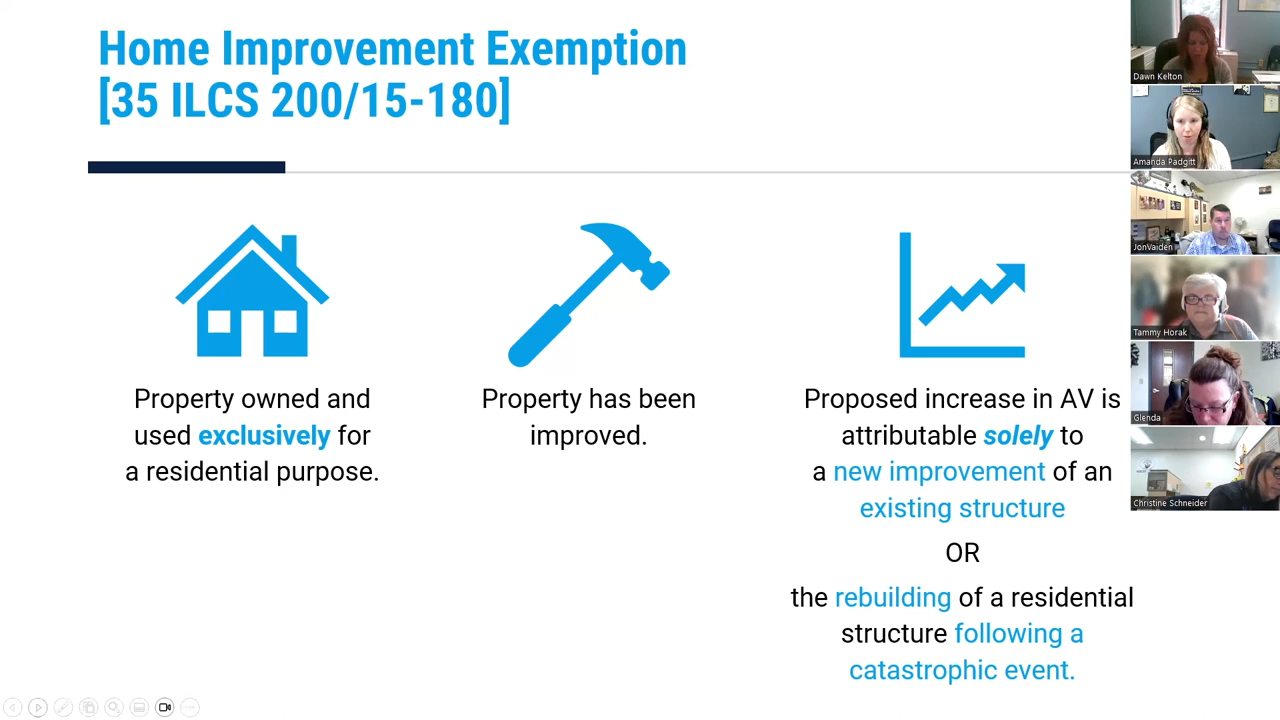 Home Improvement Exemption
[35 ILCS 200/15-180]
Property owned and
used exclusively for
a residential purpose.
Property has been
improved.
Proposed increase in AV is
attributable solely to
a new improvement of an
existing structure
OR
the rebuilding of a residential
structure following a
catastrophic event.
Dawn Kelton
Amanda Padgitt
JonVaiden
Tammy Horak
Glenda
Christine Schneider